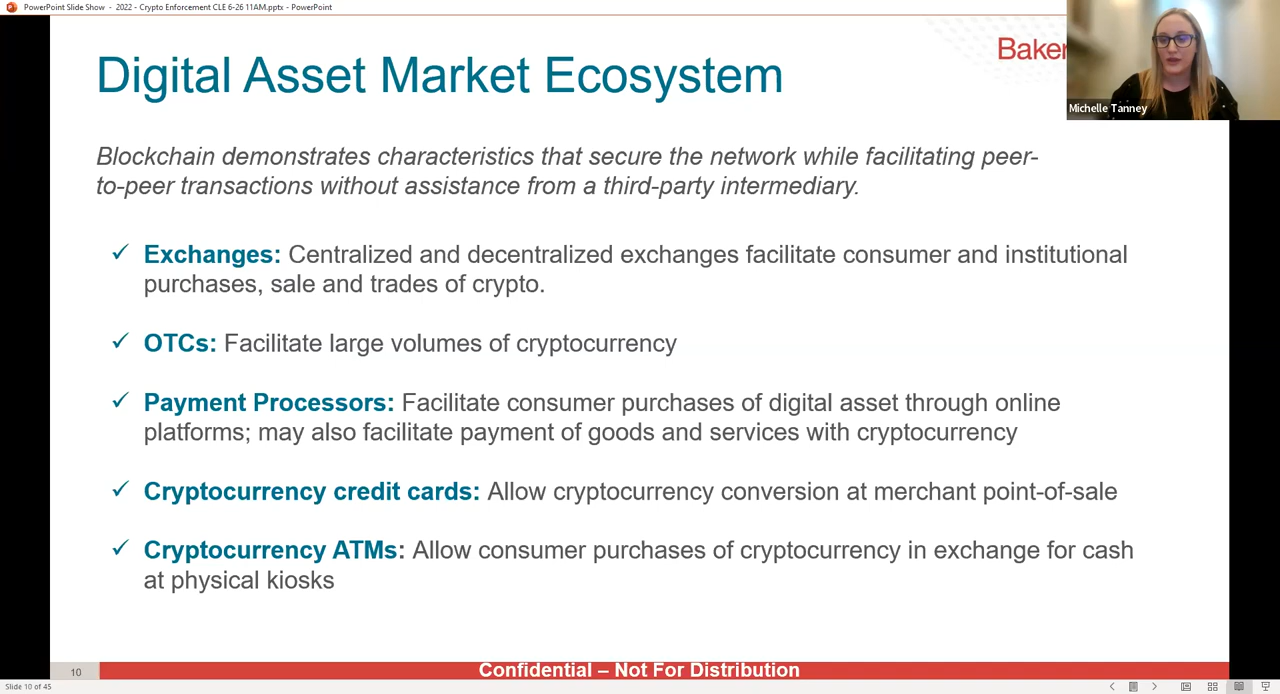 PowerPoint Slide Show - 2022 - Crypto Enforcement CLE 6-26 11AM.pptx - PowerPoint
Digital Asset Market Ecosystem
Baker
Michelle Tanney
Blockchain demonstrates characteristics that secure the network while facilitating peer-
to-peer transactions without assistance from a third-party intermediary.
✓ Exchanges: Centralized and decentralized exchanges facilitate consumer and institutional
purchases, sale and trades of crypto.
✓ OTCs: Facilitate large volumes of cryptocurrency
✓ Payment Processors: Facilitate consumer purchases of digital asset through online
platforms; may also facilitate payment of goods and services with cryptocurrency
✓ Cryptocurrency credit cards: Allow cryptocurrency conversion at merchant point-of-sale
✓ Cryptocurrency ATMs: Allow consumer purchases of cryptocurrency in exchange for cash
at physical kiosks
10
Confidential – Not For Distribution
Slide 10 of 45